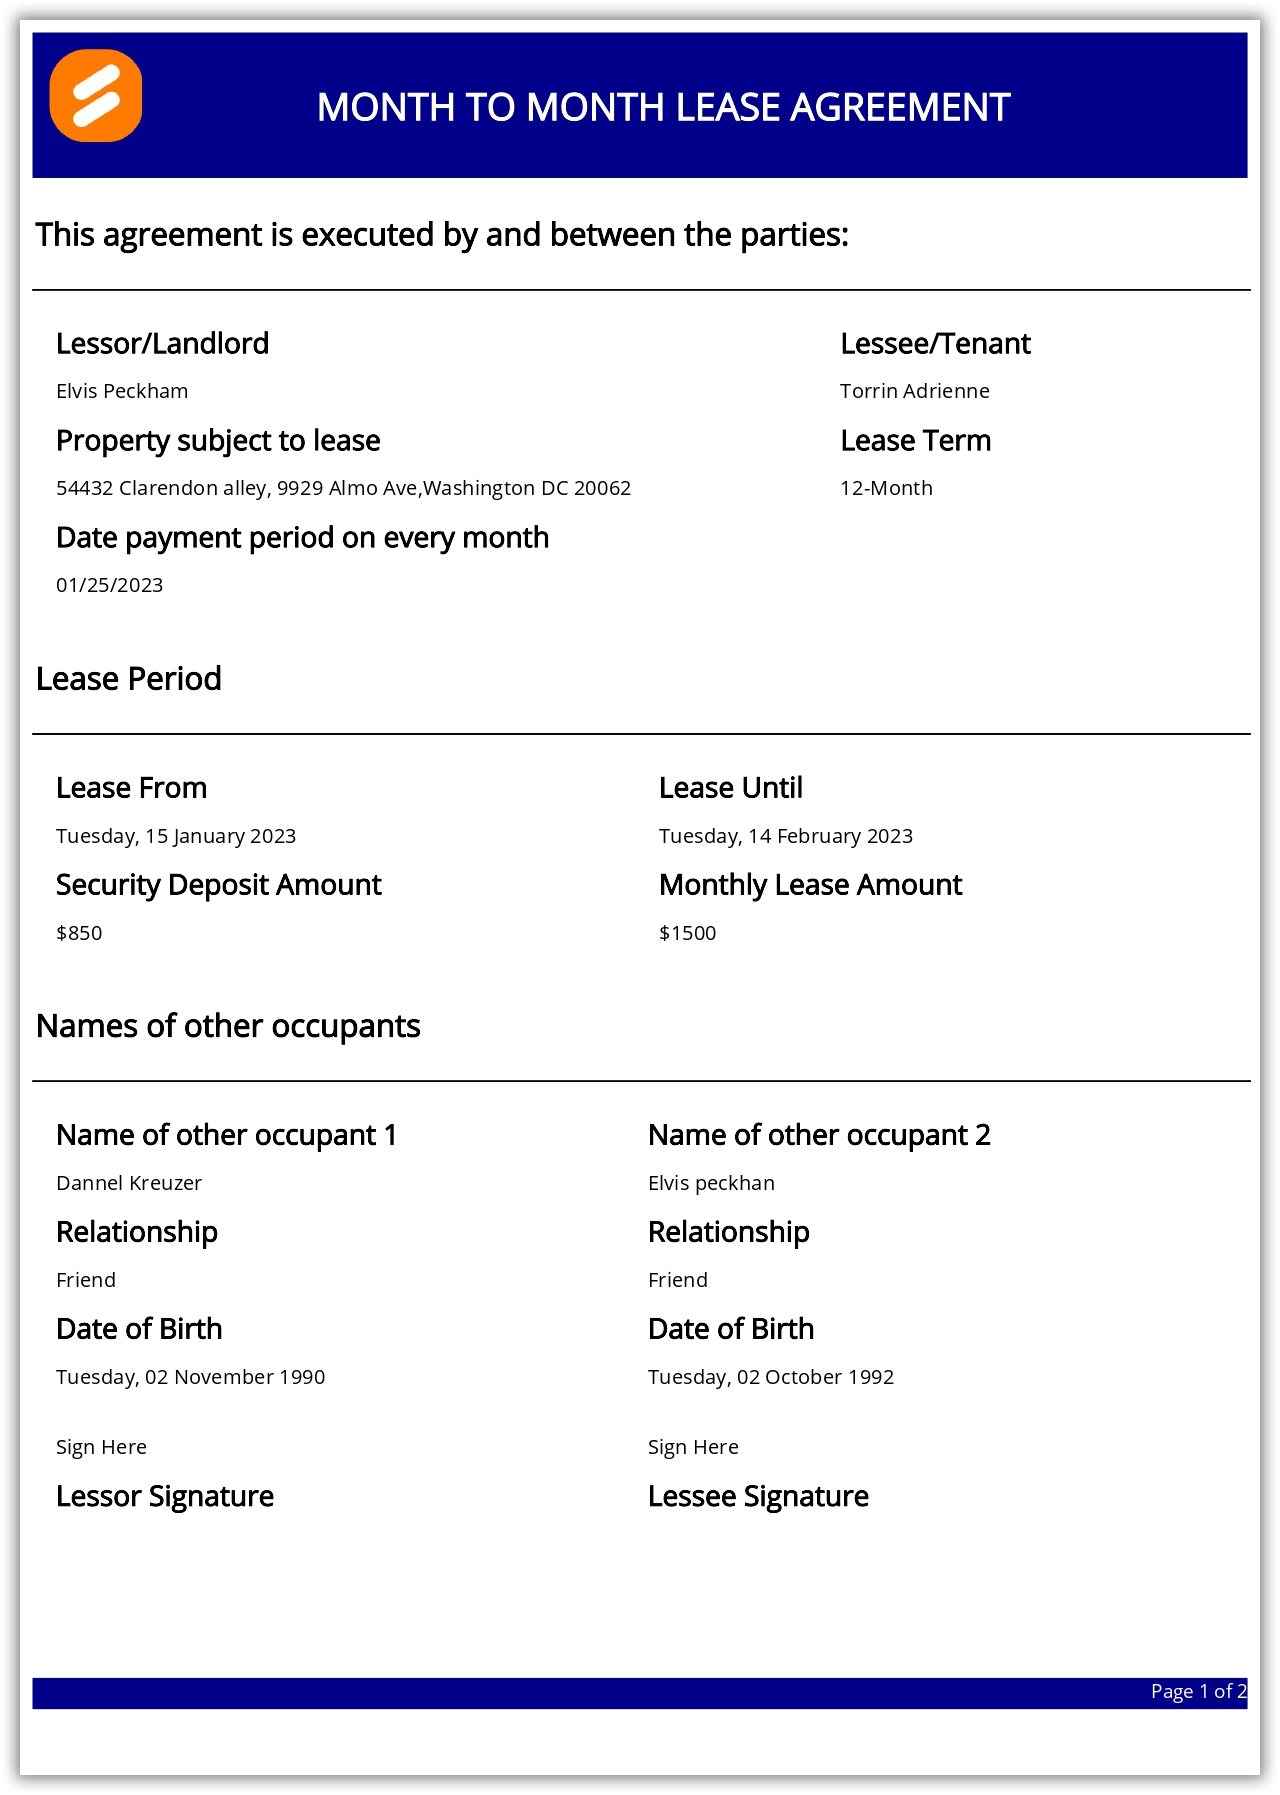 MONTH TO MONTH LEASE AGREEMENT
This agreement is executed by and between the parties:
Lessor/Landlord
Lessee/Tenant
Elvis Peckham
Torrin Adrienne
Property subject to lease
Lease Term
54432 Clarendon alley, 9929 Almo Ave,Washington DC 20062
12-Month
Date payment period on every month
01/25/2023
Lease Period
Lease From
Lease Until
Tuesday, 15 January 2023
Tuesday, 14 February 2023
Security Deposit Amount
Monthly Lease Amount
$850
$1500
Names of other occupants
Name of other occupant 1
Name of other occupant 2
Dannel Kreuzer
Elvis peckhan
Relationship
Relationship
Friend
Friend
Date of Birth
Date of Birth
Tuesday, 02 November 1990
Tuesday, 02 October 1992
Sign Here
Sign Here
Lessor Signature
Lessee Signature
Page 1 of 2